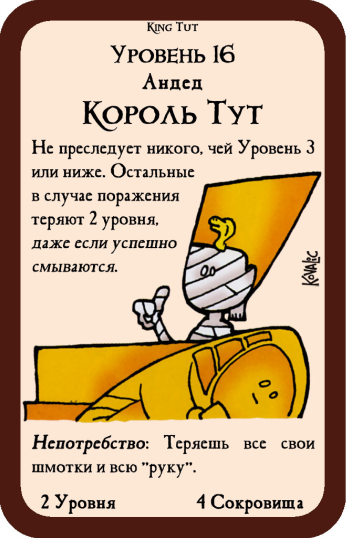 King Tut
Уровень 16
Андед
Король Тут
Не преследует никого, чей Уровень 3
или ниже. Остальные
в случае поражения
теряют 2 уровня,
даже если успешно
смываются.
Kovalic
Непотребство: Теряешь все свои
шмотки и всю "руку".
2 Уровня 4 Сокровища